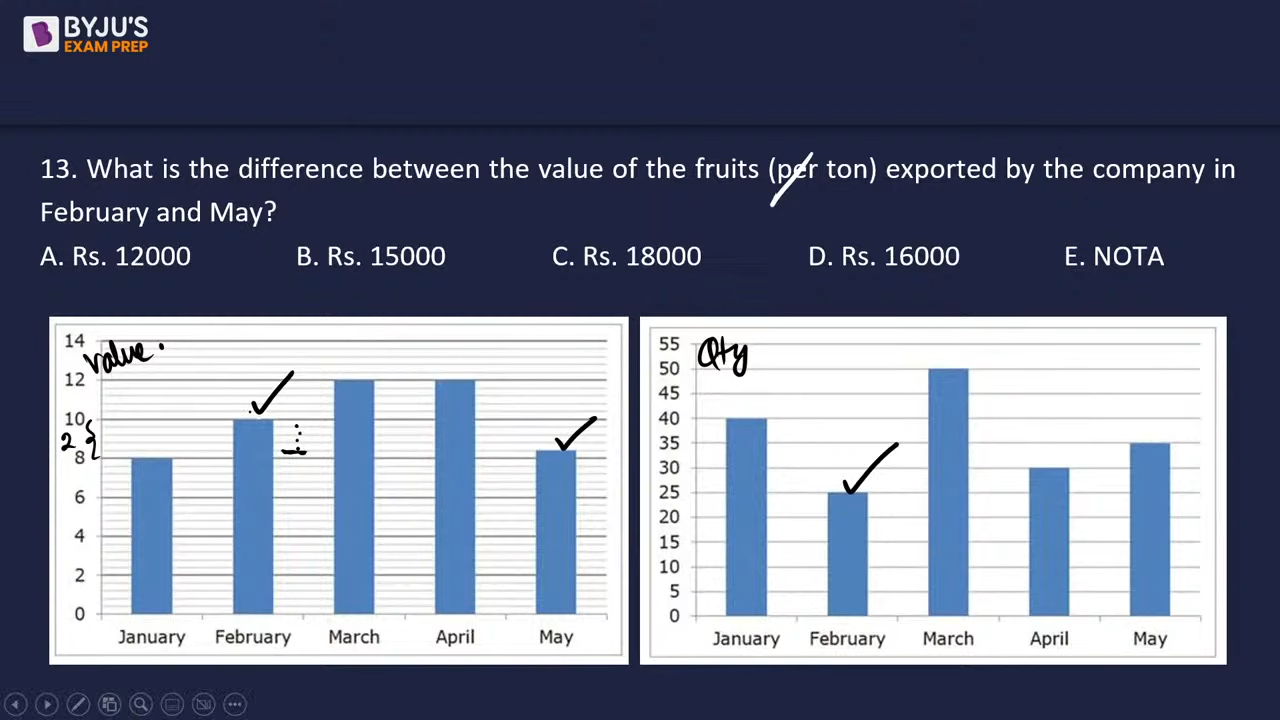 BYJU'S
EXAM PREP
13. What is the difference between the value of the fruits (per ton) exported by the company in
February and May?
A. Rs. 12000 B. Rs. 15000 C. Rs. 18000 D. Rs. 16000 E. NOTA
value.
14
12
10
8
6
4
2
0
2 {
January February March April May
Qty
55
50
45
40
35
30
25
20
15
10
5
0
January February March April May